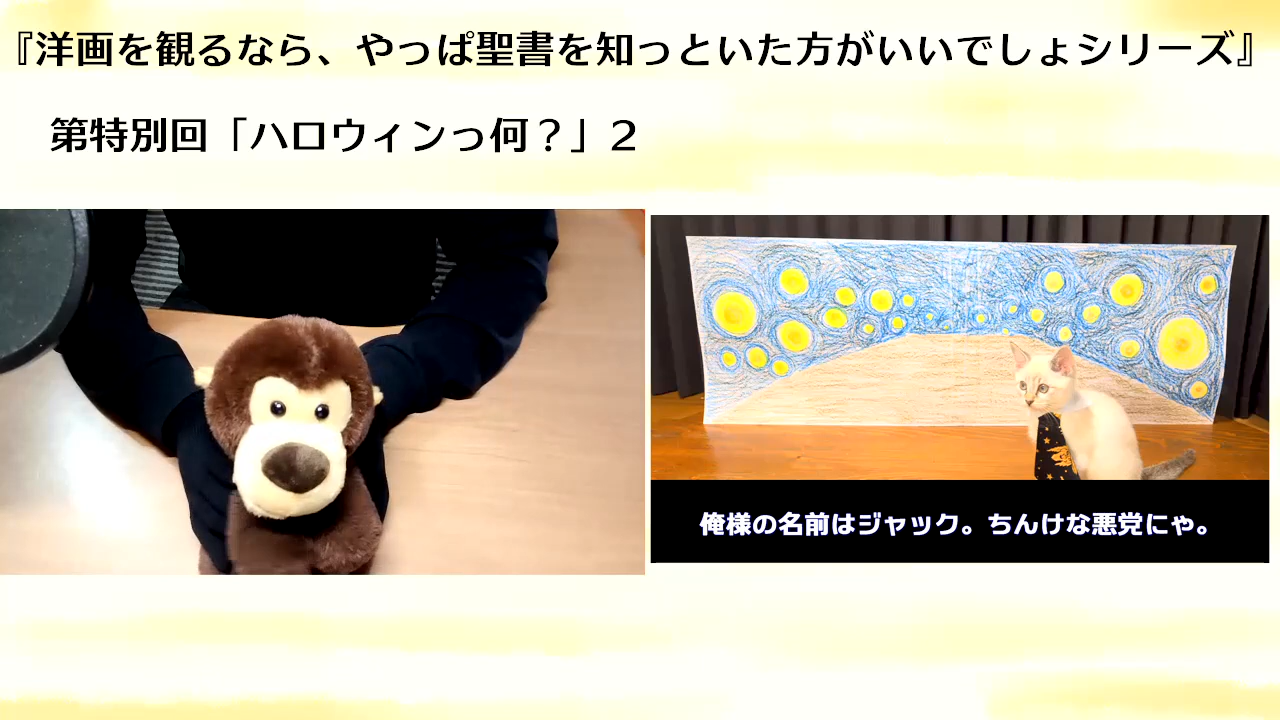 『洋画を観るなら、やっぱ聖書を知っといた方がいいでしょシリーズ』
第特別回「ハロウィンっ何？」２
俺様の名前はジャック。ちんけな悪党にゃ。